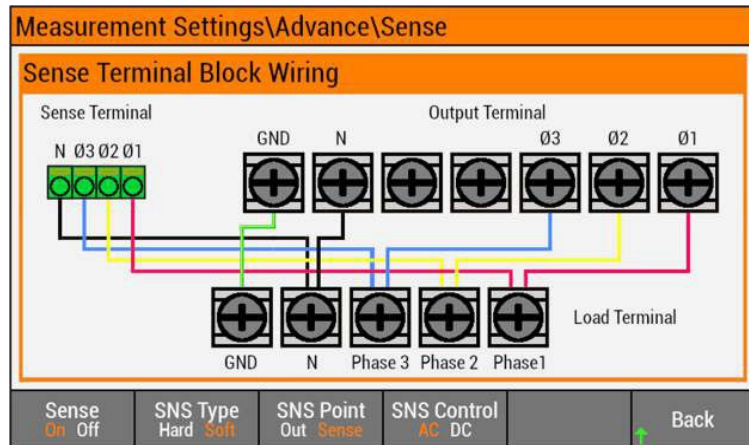 Measurement Settings\Advance\Sense
Sense Terminal Block Wiring
Sense Terminal
Output Terminal
GND N Ø3 Ø2 Ø1
N Ø3 Ø2 Ø1
Load Terminal
GND N Phase 3 Phase 2 Phase1
Sense SNS Type SNS Point SNS Control
On Off Hard Soft Out Sense AC DC
Back